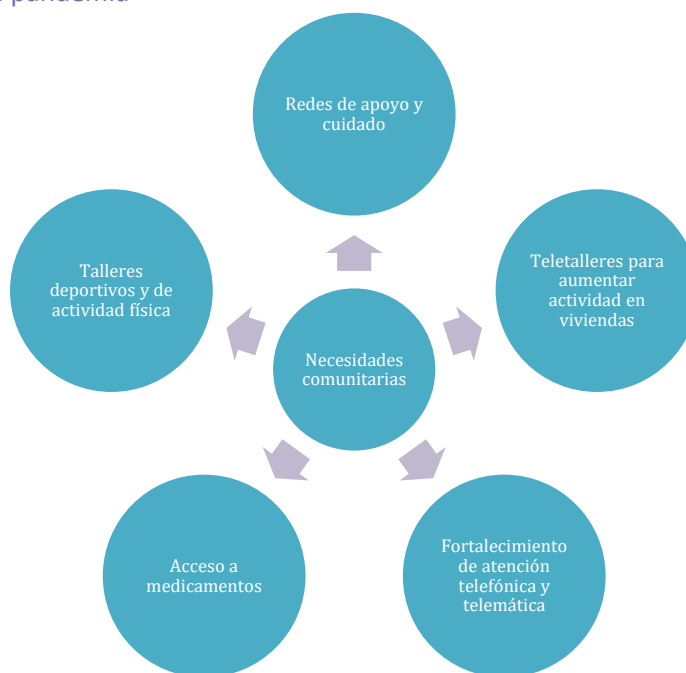 pandemia
Redes de apoyo y
cuidado
Teletalleres para
aumentar
actividad en
viviendas
Fortalecimiento
de atención
telefónica y
telemática
Acceso a
medicamentos
Talleres
deportivos y de
actividad física
Necesidades
comunitarias